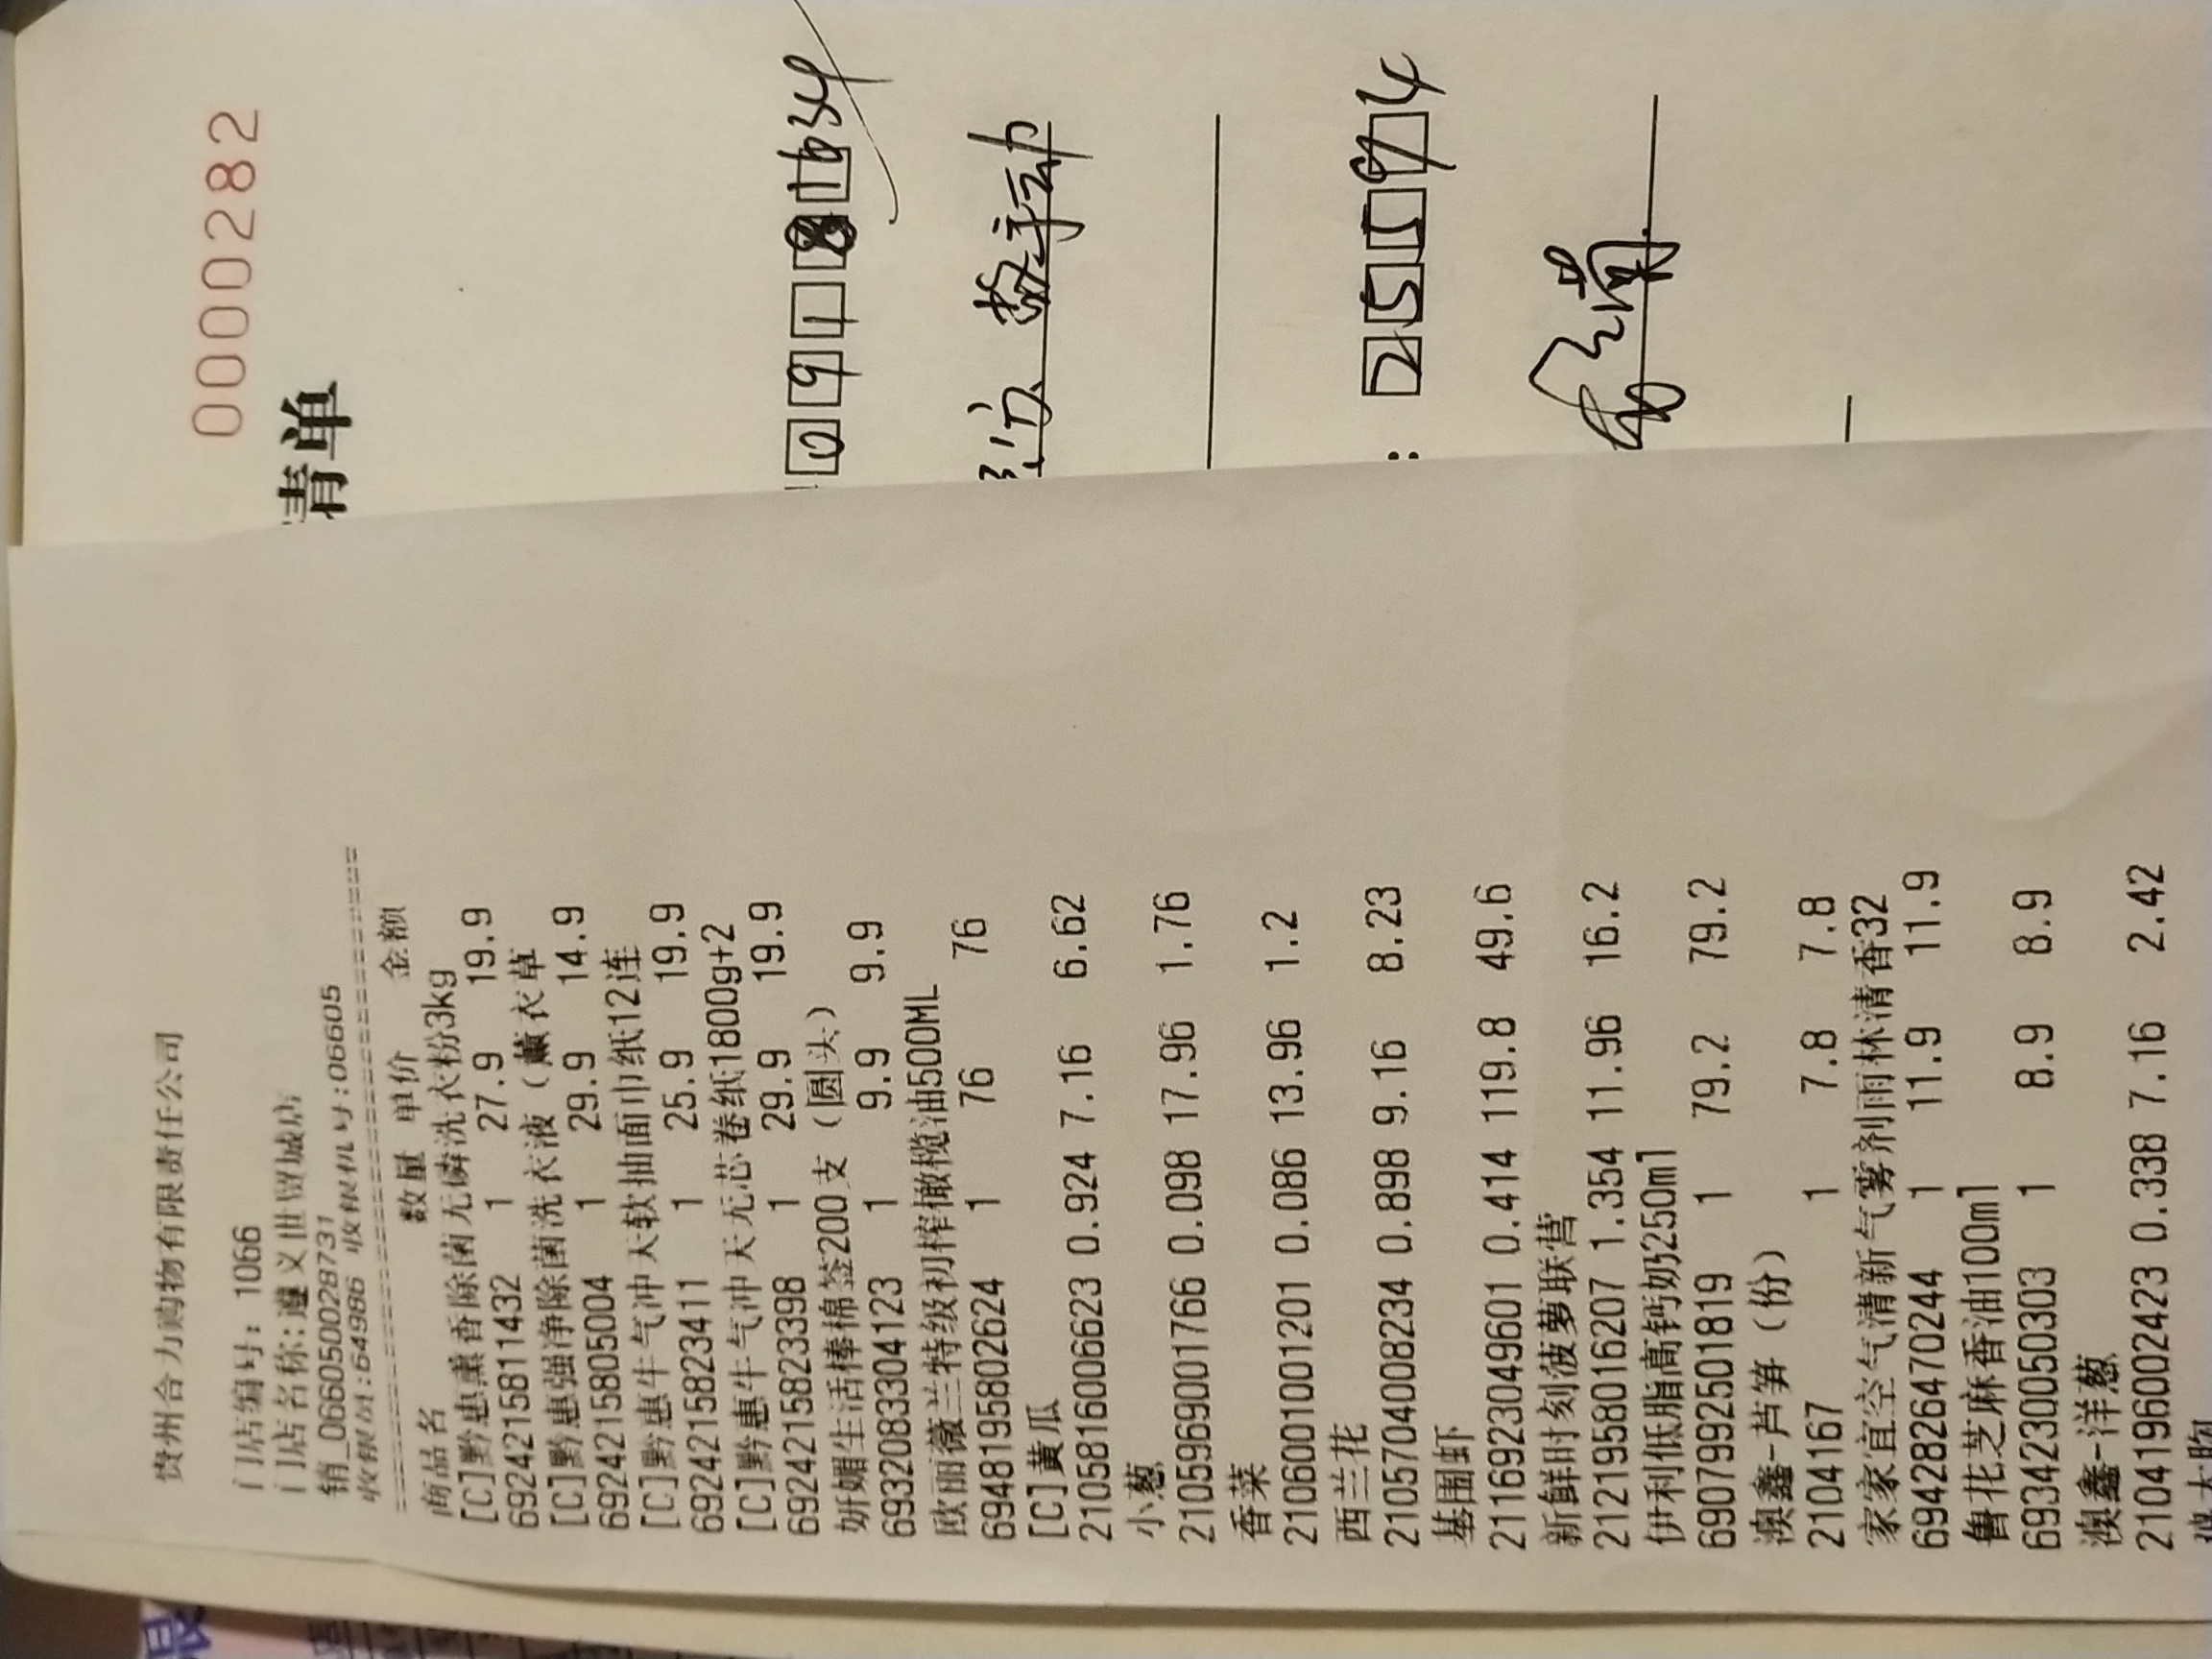 0000282
清单
091 1634
:25194
贵州合力购物有限责任公司
门店编号: 1066
门店名称:遵义世贸城店
销_0660500028731
收银员:64986 收银机号:066605
商品名 数量 单价 金额
[C]黔惠薰香除菌无磷洗衣粉3kg
6924215811432 1 27.9 19.9
[C]黔惠强净除菌洗衣液（薰衣草
6924215805004 1 29.9 14.9
[C]黔惠牛气冲天软抽面巾纸12连
6924215823411 1 25.9 19.9
[C]黔惠牛气冲天无芯卷纸1800g+2
6924215823398 1 29.9 19.9
妍媚生活棒棉签200支（圆头）
6932083304123 1 9.9 9.9
欧丽薇兰特级初榨橄榄油500ML
6948195802624 1 76 76
[C]黄瓜
2105816006623 0.924 7.16 6.62
小葱
2105969001766 0.098 17.96 1.76
香菜
2106001001201 0.086 13.96 1.2
西兰花
2105704008234 0.898 9.16 8.23
基围虾
2116923049601 0.414 119.8 49.6
新鲜时刻菠萝联营
2121958016207 1.354 11.96 16.2
伊利低脂高钙奶250ml
6907992501819 1 79.2 79.2
澳鑫-芦笋（份）
2104167 1 7.8 7.8
家家宜空气清新气雾剂雨林清香32
6942826470244 1 11.9 11.9
鲁花芝麻香油100ml
6934230050303 1 8.9 8.9
澳鑫-洋葱
2104196002423 0.338 7.16 2.42